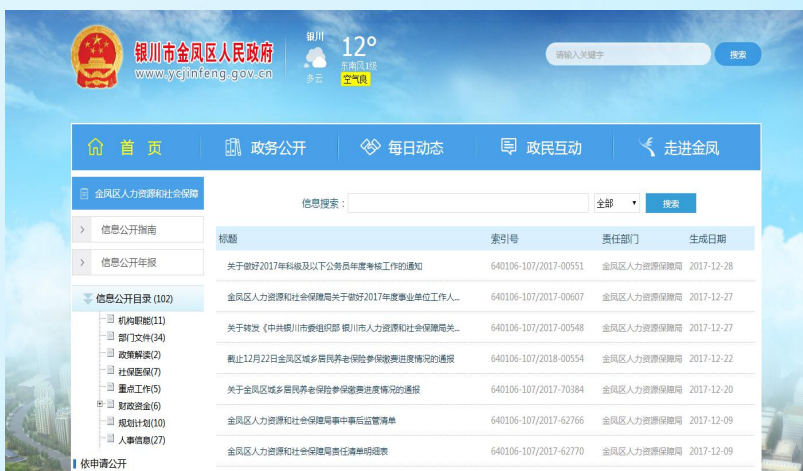 银川市金凤区人民政府
www.ycjinfeng.gov.cn
银川
多云
12°
东南风1级
空气良
请输入关键字
搜索
首 页
政务公开
每日动态
政民互动
走进金凤
金凤区人力资源和社会保障
信息公开指南
信息公开年报
信息公开目录 (102)
机构职能(11)
部门文件(34)
政策解读(2)
社保医保(7)
重点工作(5)
财政资金(6)
规划计划(10)
人事信息(27)
依申请公开
信息搜索：
全部
搜索
标题 索引号 责任部门 生成日期
关于做好2017年科级及以下公务员年度考核工作的通知 640106-107/2017-00551 金凤区人力资源保障局 2017-12-28
金凤区人力资源和社会保障局关于做好2017年度事业单位工作人... 640106-107/2017-00607 金凤区人力资源保障局 2017-12-27
关于转发《中共银川市委组织部 银川市人力资源和社会保障局关... 640106-107/2017-00548 金凤区人力资源保障局 2017-12-27
截止12月22日金凤区城乡居民养老保险参保缴费进度情况的通报 640106-107/2018-00554 金凤区人力资源保障局 2017-12-22
关于金凤区城乡居民养老保险参保缴费进度情况的通报 640106-107/2017-70384 金凤区人力资源保障局 2017-12-20
金凤区人力资源和社会保障局事中事后监管清单 640106-107/2017-62766 金凤区人力资源保障局 2017-12-09
金凤区人力资源和社会保障局责任清单明细表 640106-107/2017-62770 金凤区人力资源保障局 2017-12-09